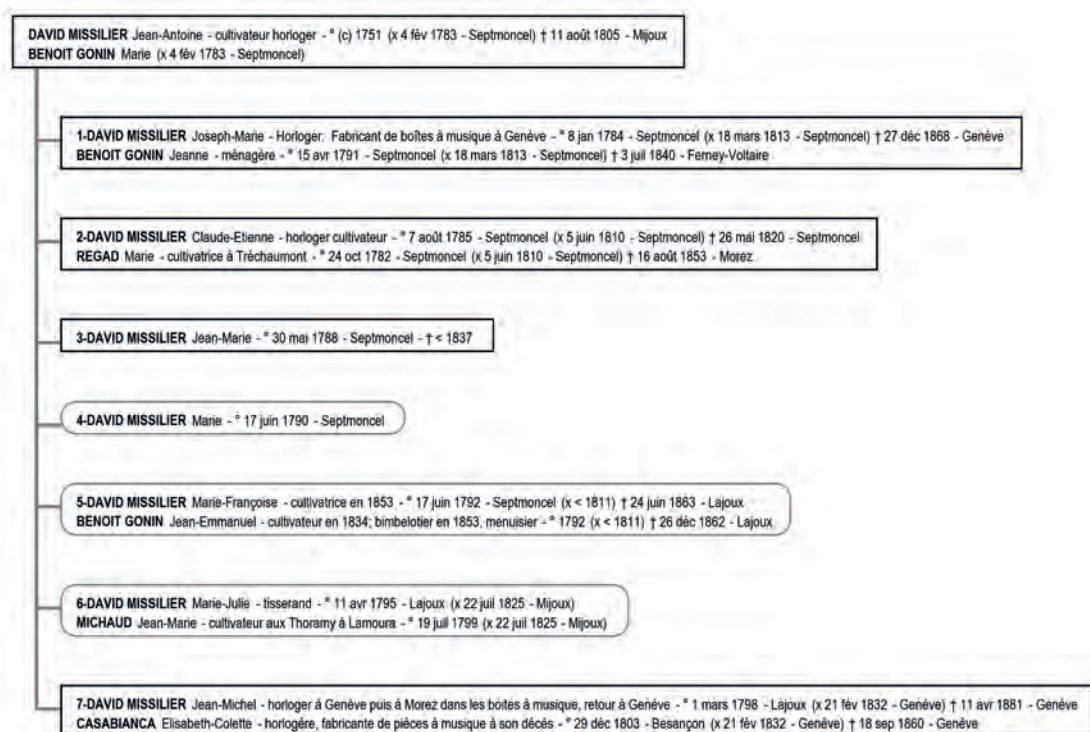 DAVID MISSILIER Jean-Antoine - cultivateur horloger - ° (c) 1751 (x 4 fév 1783 - Septmoncel) † 11 août 1805 - Mijoux
BENOIT GONIN Marie (x 4 fév 1783 - Septmoncel)
1-DAVID MISSILIER Joseph-Marie - Horloger. Fabricant de boîtes à musique à Genève - ° 8 jan 1784 - Septmoncel (x 18 mars 1813 - Septmoncel) † 27 déc 1868 - Genève
BENOIT GONIN Jeanne - ménagère - ° 15 avr 1791 - Septmoncel (x 18 mars 1813 - Septmoncel) † 3 juil 1840 - Ferney-Voltaire
2-DAVID MISSILIER Claude-Etienne - horloger cultivateur - ° 7 août 1785 - Septmoncel (x 5 juin 1810 - Septmoncel) † 26 mai 1820 - Septmoncel
REGAD Marie - cultivatrice à Tréchaumont - ° 24 oct 1782 - Septmoncel (x 5 juin 1810 - Septmoncel) † 16 août 1853 - Morez
3-DAVID MISSILIER Jean-Marie - ° 30 mai 1788 - Septmoncel - † < 1837
4-DAVID MISSILIER Marie - ° 17 juin 1790 - Septmoncel
5-DAVID MISSILIER Marie-Françoise - cultivatrice en 1853 - ° 17 juin 1792 - Septmoncel (x < 1811) † 24 juin 1863 - Lajoux
BENOIT GONIN Jean-Emmanuel - cultivateur en 1834; bimbelotier en 1853, menuisier - ° 1792 (x < 1811) † 26 déc 1862 - Lajoux
6-DAVID MISSILIER Marie-Julie - tisserand - ° 11 avr 1795 - Lajoux (x 22 juil 1825 - Mijoux)
MICHAUD Jean-Marie - cultivateur aux Thoramy à Lamoura - ° 19 juil 1799 (x 22 juil 1825 - Mijoux)
7-DAVID MISSILIER Jean-Michel - horloger à Genève puis à Morez dans les boites à musique, retour à Genève - ° 1 mars 1798 - Lajoux (x 21 fév 1832 - Genève) † 11 avr 1881 - Genève
CASABIANCA Elisabeth-Colette - horlogère, fabricante de pièces à musique à son décès - ° 29 déc 1803 - Besançon (x 21 fév 1832 - Genève) † 18 sep 1860 - Genève